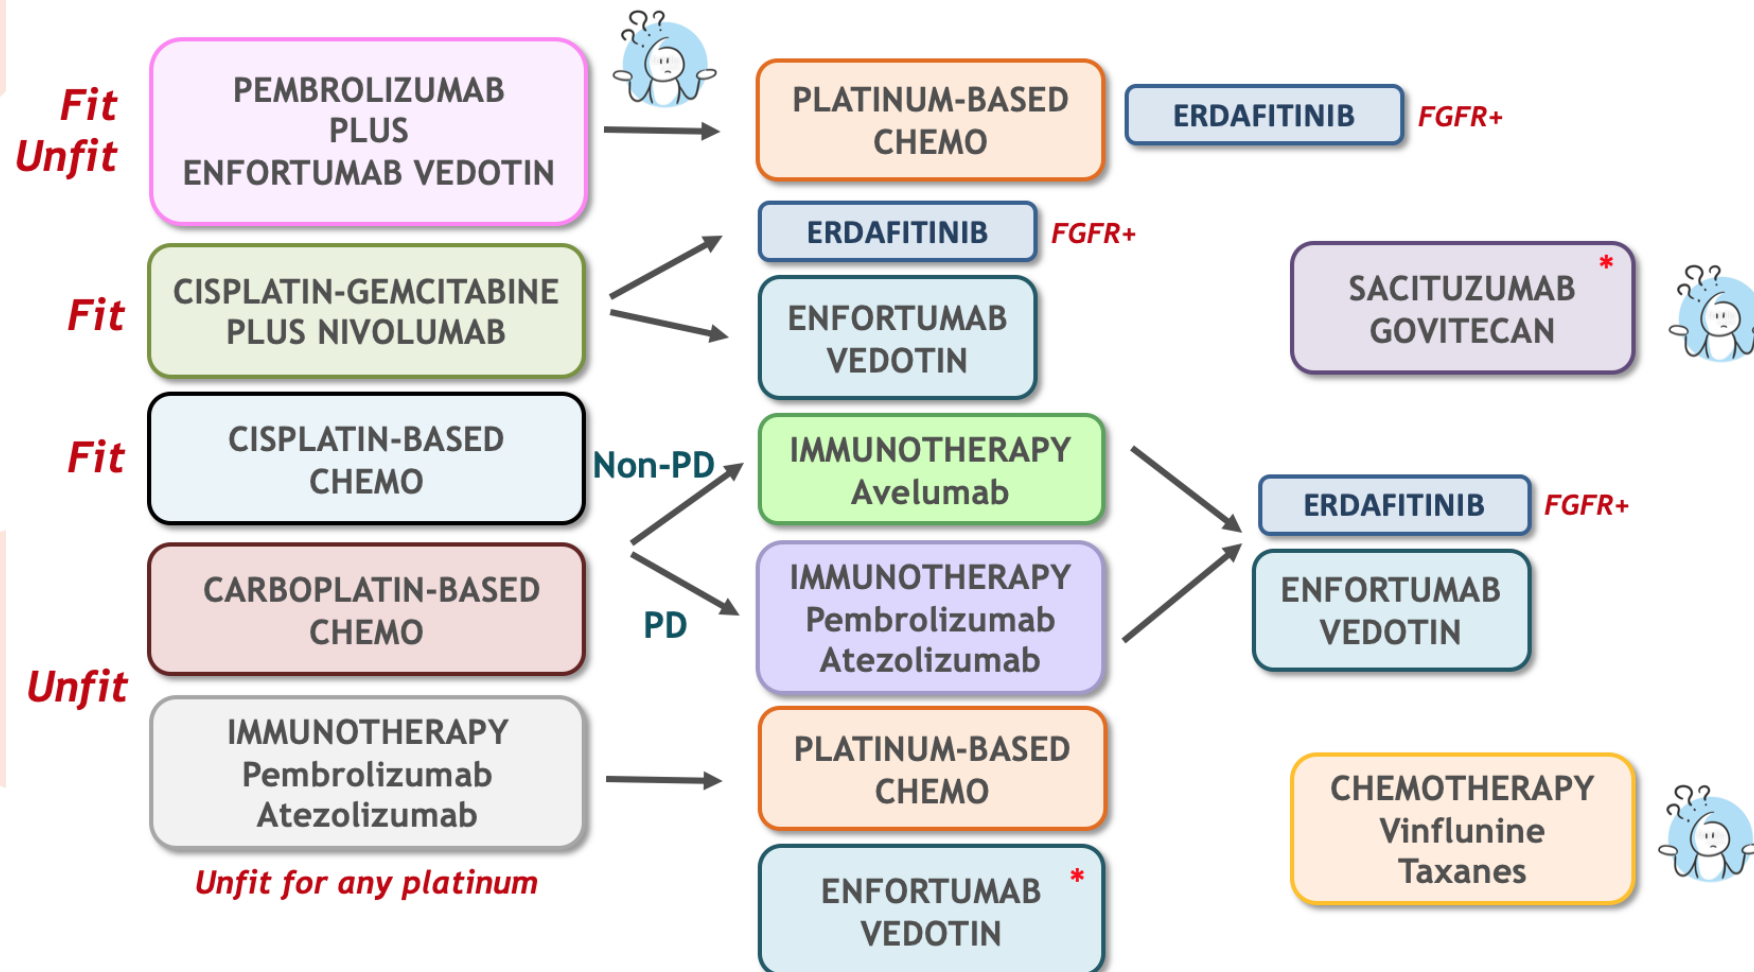 Fit
Unfit
PEMBROLIZUMAB
PLUS
ENFORTUMAB VEDOTIN
????
PLATINUM-BASED
CHEMO
ERDAFITINIB
FGFR+
Fit
CISPLATIN-GEMCITABINE
PLUS NIVOLUMAB
ERDAFITINIB
FGFR+
ENFORTUMAB
VEDOTIN
SACITUZUMAB *
GOVITECAN
????
Fit
CISPLATIN-BASED
CHEMO
Non-PD
IMMUNOTHERAPY
Avelumab
CARBOPLATIN-BASED
CHEMO
PD
IMMUNOTHERAPY
Pembrolizumab
Atezolizumab
ERDAFITINIB
FGFR+
ENFORTUMAB
VEDOTIN
Unfit
IMMUNOTHERAPY
Pembrolizumab
Atezolizumab
Unfit for any platinum
PLATINUM-BASED
CHEMO
ENFORTUMAB *
VEDOTIN
CHEMOTHERAPY
Vinflunine
Taxanes
????